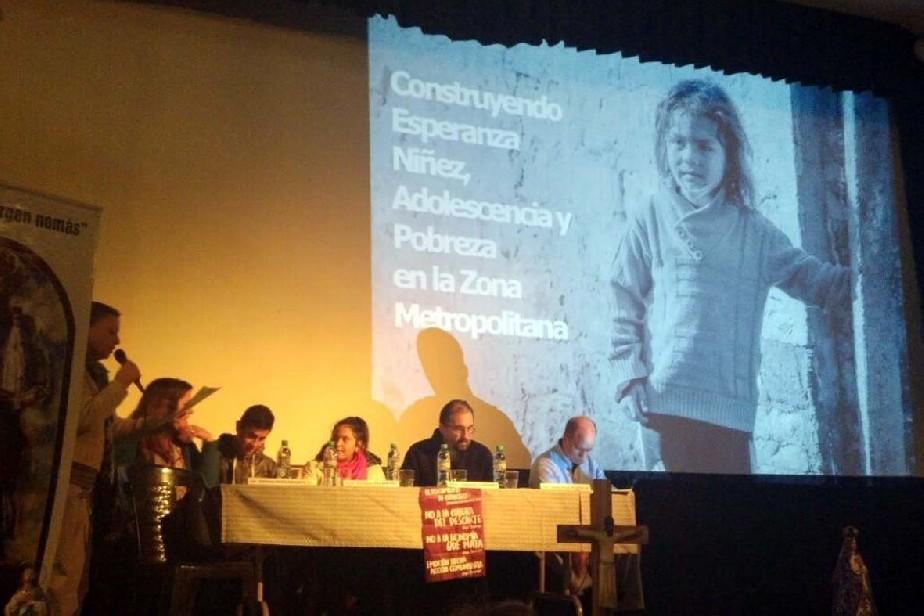 Construyendo
Esperanza
Niñez,
Adolescencia y
Pobreza
en la Zona
Metropolitana
rgen nomás"
NO A LA
DEL DESCARTE
NO A LA ECONOMÍA
QUE MATA